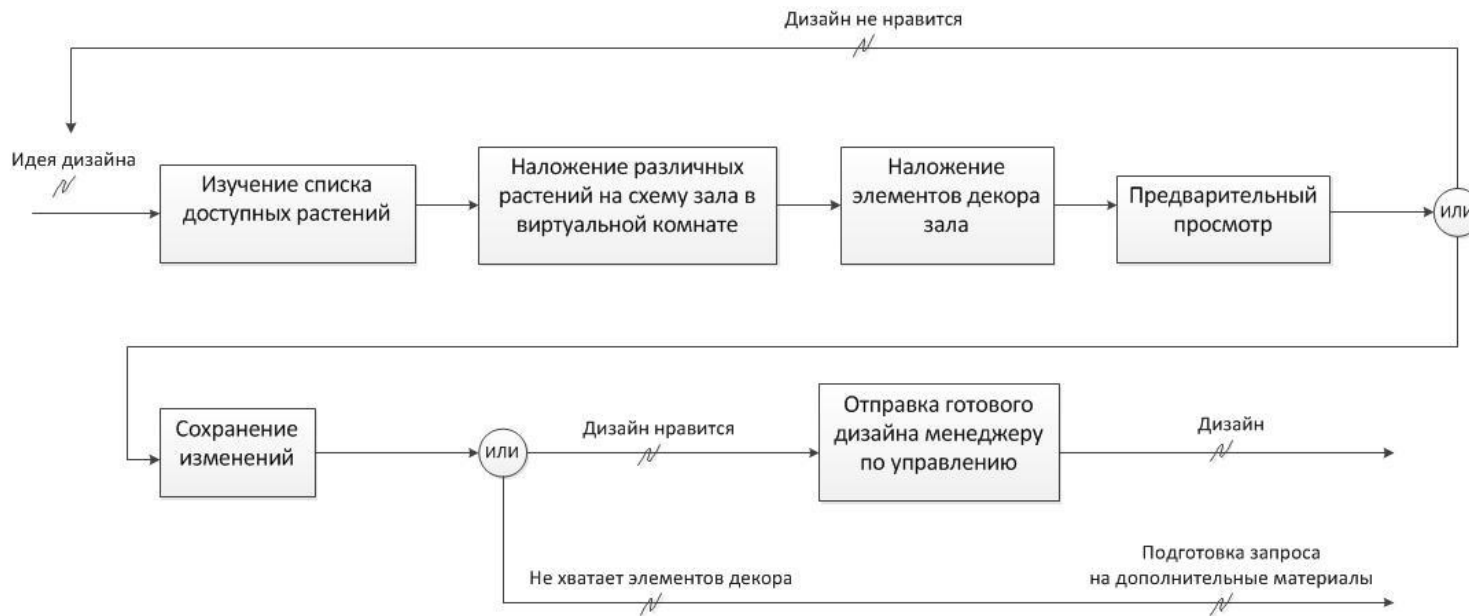 Дизайн не нравится
Идея дизайна
Изучение списка
доступных растений
Наложение различных
растений на схему зала в
виртуальной комнате
Наложение
элементов декора
зала
Предварительный
просмотр
или
Сохранение
изменений
или
Дизайн нравится
Отправка готового
дизайна менеджеру
по управлению
Дизайн
Не хватает элементов декора
Подготовка запроса
на дополнительные материалы